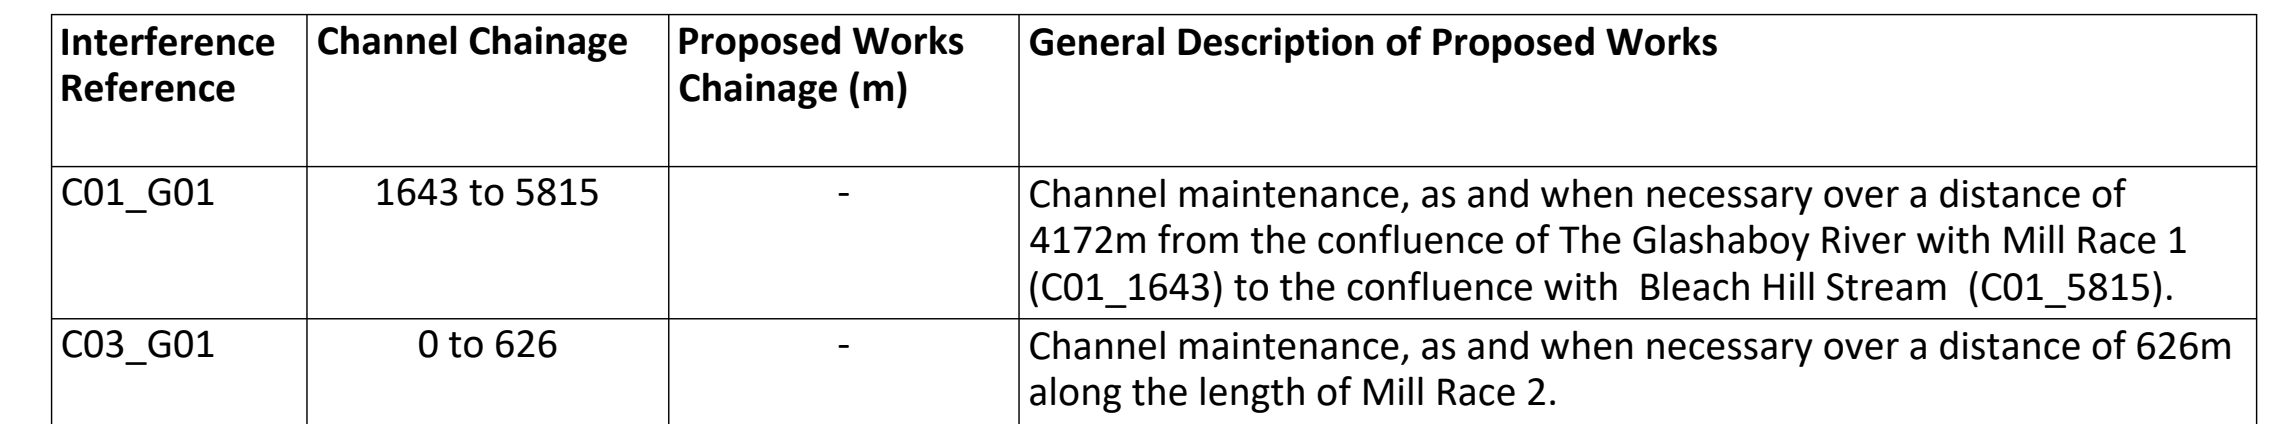 Interference Reference | Channel Chainage | Proposed Works Chainage (m) | General Description of Proposed Works
C01_G01 | 1643 to 5815 | - | Channel maintenance, as and when necessary over a distance of
4172m from the confluence of The Glashaboy River with Mill Race 1
(C01_1643) to the confluence with  Bleach Hill Stream  (C01_5815).
C03_G01 | 0 to 626 | - | Channel maintenance, as and when necessary over a distance of 626m
along the length of Mill Race 2.